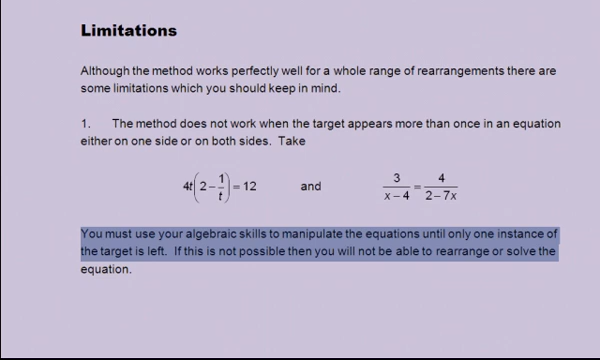 Limitations
Although the method works perfectly well for a whole range of rearrangements there are
some limitations which you should keep in mind.
1. The method does not work when the target appears more than once in an equation
either on one side or on both sides. Take
4t(2-1/t)=12 and 3/(x-4)=4/(2-7x)
You must use your algebraic skills to manipulate the equations until only one instance of
the target is left. If this is not possible then you will not be able to rearrange or solve the
equation.